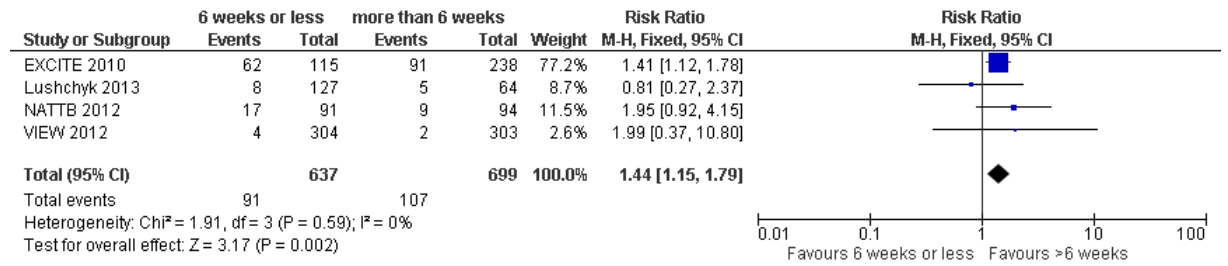 6 weeks or less more than 6 weeks Risk Ratio Risk Ratio
Study or Subgroup Events Total Events Total Weight M-H, Fixed, 95% CI M-H, Fixed, 95% CI
EXCITE 2010 62 115 91 238 77.2% 1.41 [1.12, 1.78]
Lushchyk 2013 8 127 5 64 8.7% 0.81 [0.27, 2.37]
NATTB 2012 17 91 9 94 11.5% 1.95 [0.92, 4.15]
VIEW 2012 4 304 2 303 2.6% 1.99 [0.37, 10.80]
Total (95% CI) 637 699 100.0% 1.44 [1.15, 1.79]
Total events 91 107
Heterogeneity: Chi² = 1.91, df = 3 (P = 0.59); I² = 0%
Test for overall effect: Z = 3.17 (P = 0.002)
0.01 0.1 1 10 100
Favours 6 weeks or less Favours >6 weeks